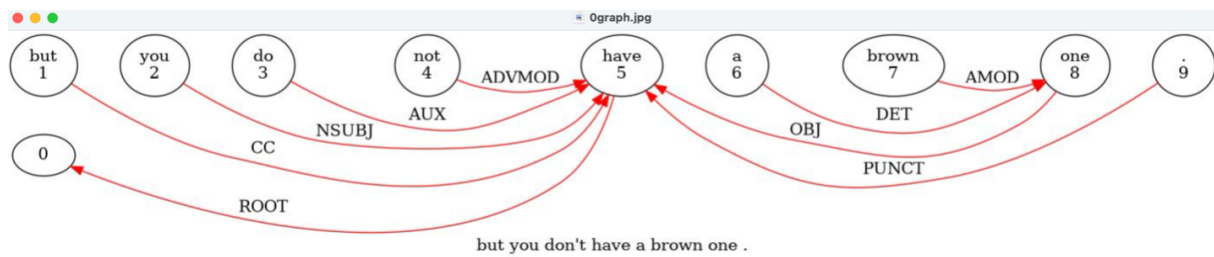 0graph.jpg
but you do not have a brown one .
1 2 3 4 5 6 7 8 9
ADVMOD AMOD
AUX DET
NSUBJ OBJ
CC PUNCT
0
ROOT
but you don't have a brown one .